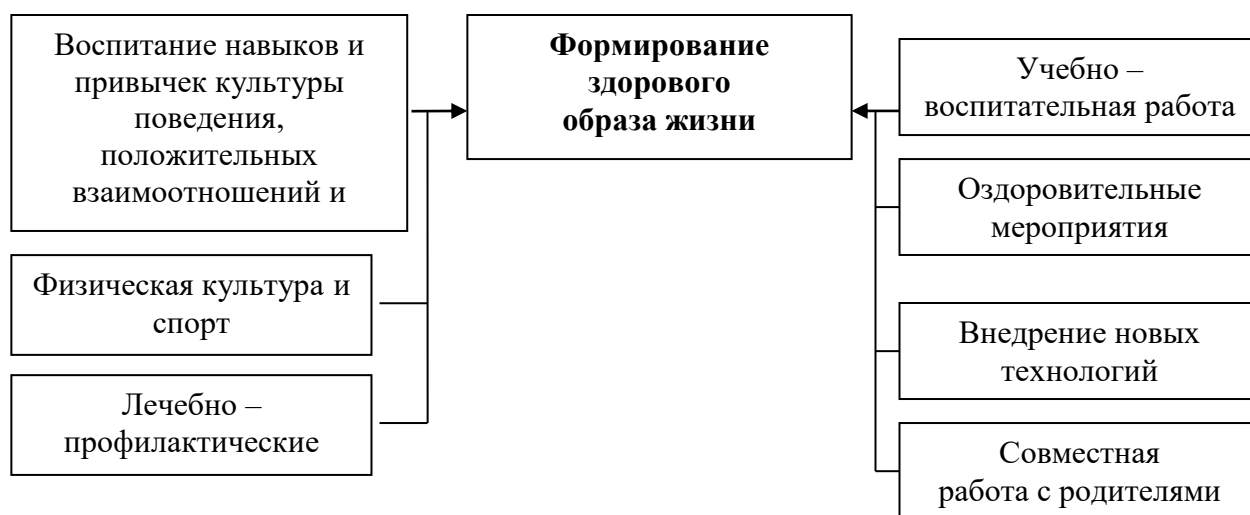 Воспитание навыков и
привычек культуры
поведения,
положительных
взаимоотношений и
Физическая культура и
спорт
Лечебно –
профилактические
Формирование
здорового
образа жизни
Учебно –
воспитательная работа
Оздоровительные
мероприятия
Внедрение новых
технологий
Совместная
работа с родителями